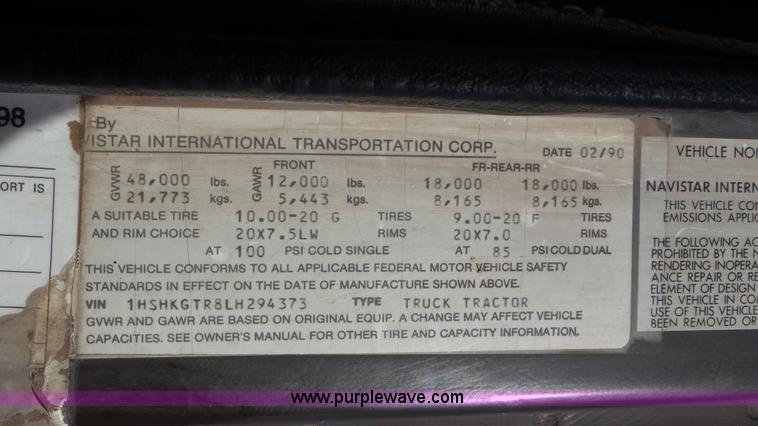 98
ORT IS
By
VISTAR INTERNATIONAL TRANSPORTATION CORP. DATE 02/90
FRONT FR-REAR-RR
GVWR 48,000 lbs. GAWR 12,000 lbs. 18,000 18,000 lbs.
21,773 kgs. 5,443 kgs. 8,165 8,165 kgs.
A SUITABLE TIRE 10.00-20 G TIRES 9.00-20 F TIRES
AND RIM CHOICE 20X7.5LW RIMS 20X7.0 RIMS
AT 100 PSI COLD SINGLE AT 85 PSI COLD DUAL
THIS VEHICLE CONFORMS TO ALL APPLICABLE FEDERAL MOTOR VEHICLE SAFETY
STANDARDS IN EFFECT ON THE DATE OF MANUFACTURE SHOWN ABOVE.
VIN 1HSHKGTR8LH294373 TYPE TRUCK TRACTOR
GVWR AND GAWR ARE BASED ON ORIGINAL EQUIP. A CHANGE MAY AFFECT VEHICLE
CAPACITIES. SEE OWNER'S MANUAL FOR OTHER TIRE AND CAPACITY INFORMATION.
VEHICLE NOI
NAVISTAR INTERN
THIS VEHICLE CON
EMISSIONS APPLIC
THE FOLLOWING AC
PROHIBITED BY THE N
RENDERING INOPERA
ANCE REPAIR OR RE
ELEMENT OF DESIGN
THIS VEHICLE IN COM
USE OF THIS VEHICLE
BEEN REMOVED OR
www.purplewave.com